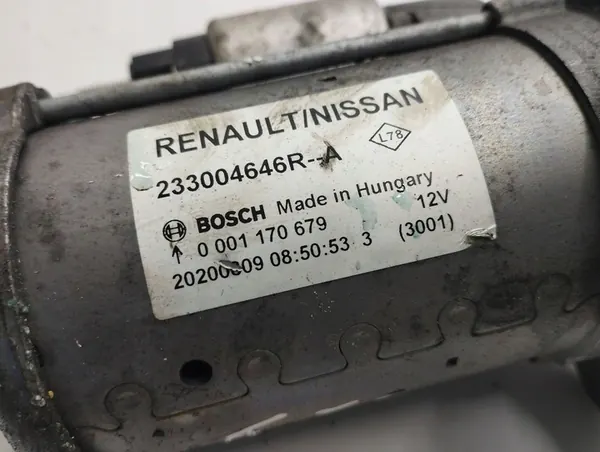 RENAULT/NISSAN
L78
233004646R--A
BOSCH Made in Hungary
0 001 170 679 12V
08:50:53 3 (3001)